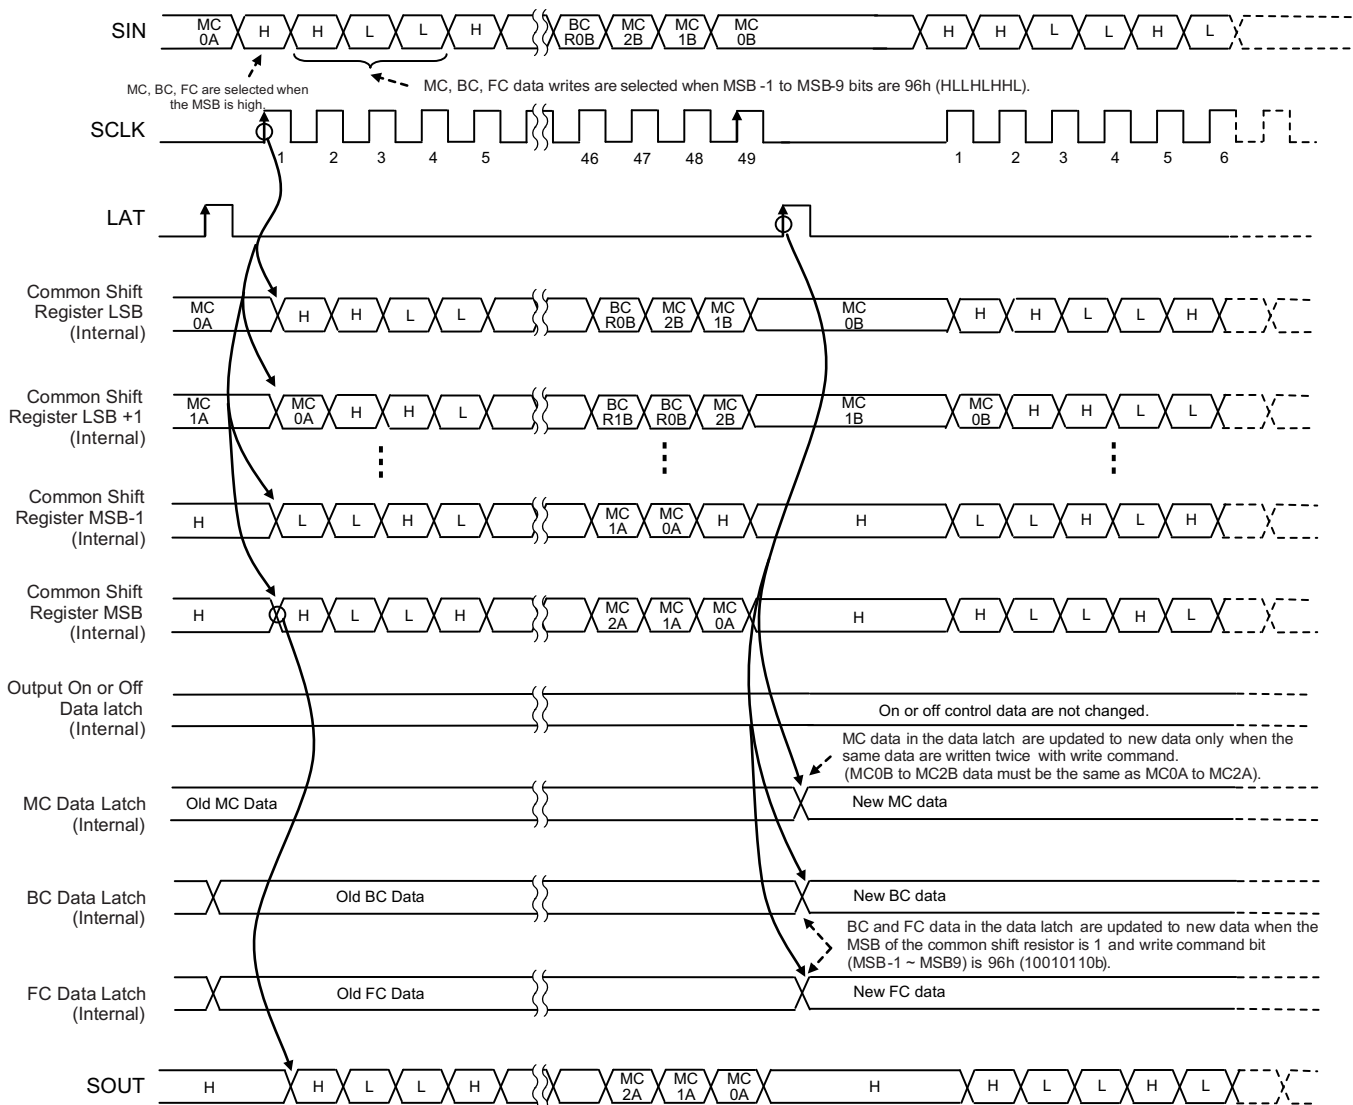 SIN MC 0A H H L L H BC R0B MC 2B MC 1B MC 0B H H L L H L
MC, BC, FC are selected when
the MSB is high.
MC, BC, FC data writes are selected when MSB -1 to MSB-9 bits are 96h (HLLHLHHL).
SCLK
1 2 3 4 5 46 47 48 49 1 2 3 4 5 6
LAT
Common Shift
Register LSB
(Internal)
MC 0A H H L L BC R0B MC 2B MC 1B MC 0B H H L L H
Common Shift
Register LSB +1
(Internal)
MC 1A MC 0A H H L BC R1B BC R0B MC 2B MC 1B MC 0B H H L L
Common Shift
Register MSB-1
(Internal)
H L L H L MC 1A MC 0A H H L L H L H
Common Shift
Register MSB
(Internal)
H H L L H MC 2A MC 1A MC 0A H H L L H L
Output On or Off
Data latch
(Internal)
On or off control data are not changed.
MC data in the data latch are updated to new data only when the
same data are written twice with write command.
(MC0B to MC2B data must be the same as MC0A to MC2A).
MC Data Latch
(Internal)
Old MC Data New MC data
BC Data Latch
(Internal)
Old BC Data New BC data
BC and FC data in the data latch are updated to new data when the
MSB of the common shift resistor is 1 and write command bit
(MSB-1 ~ MSB9) is 96h (10010110b).
FC Data Latch
(Internal)
Old FC Data New FC data
SOUT H H L L H MC 2A MC 1A MC 0A H H L L H L